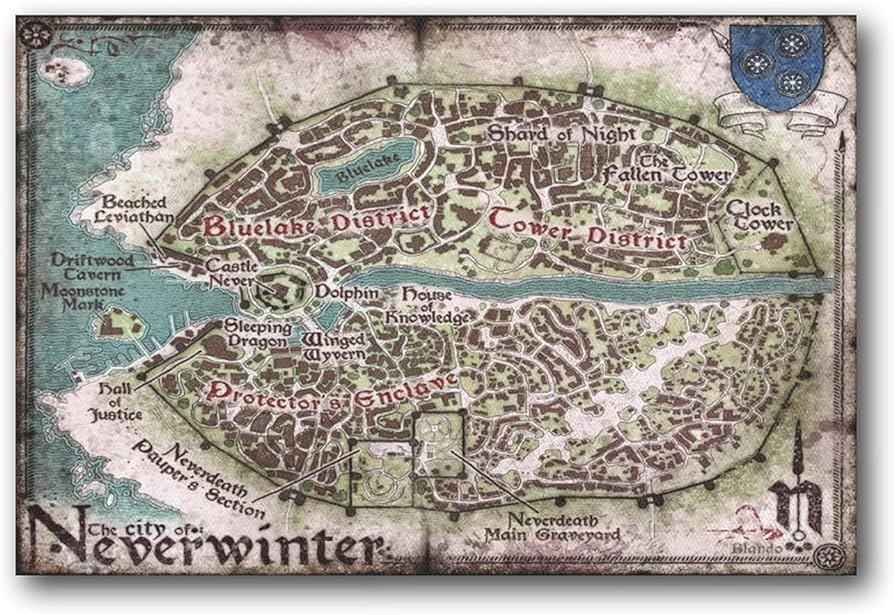 Shard of Night
The
Fallen Tower
Bluelake
Beached
Leviathan
Clock
Tower
Bluelake District
Tower District
Driftwood
Tavern
Castle
Never
Moonstone
Mark
Dolphin
House
of
Knowledge
Sleeping
Dragon
Winged
Wyvern
Hall
of
Justice
Protector's Enclave
Neverdeath
Pauper's Section
Neverdeath
Main Graveyard
n
The city of:
Neverwinter
Blando